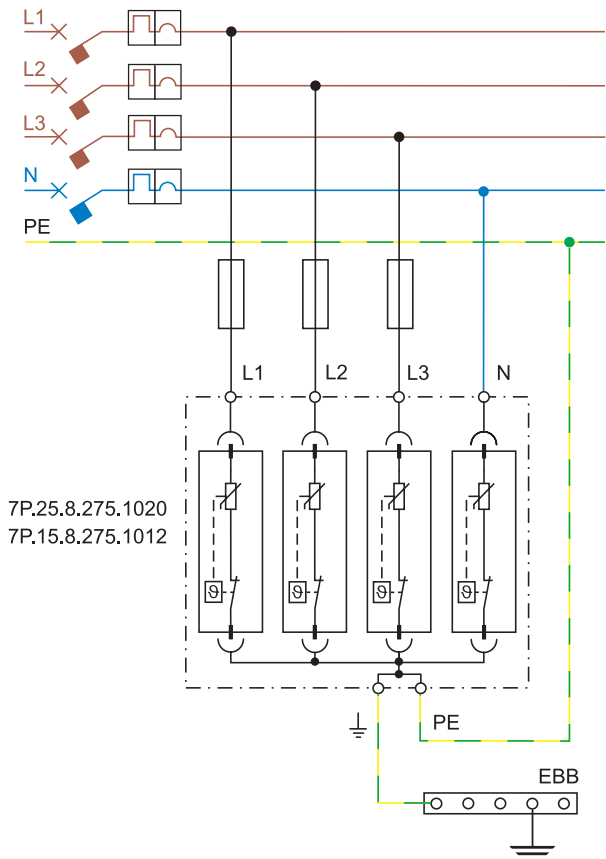 L1
L2
L3
N
PE
L1 L2 L3 N
7P.25.8.275.1020
7P.15.8.275.1012
ϑ ϑ ϑ ϑ
PE
EBB